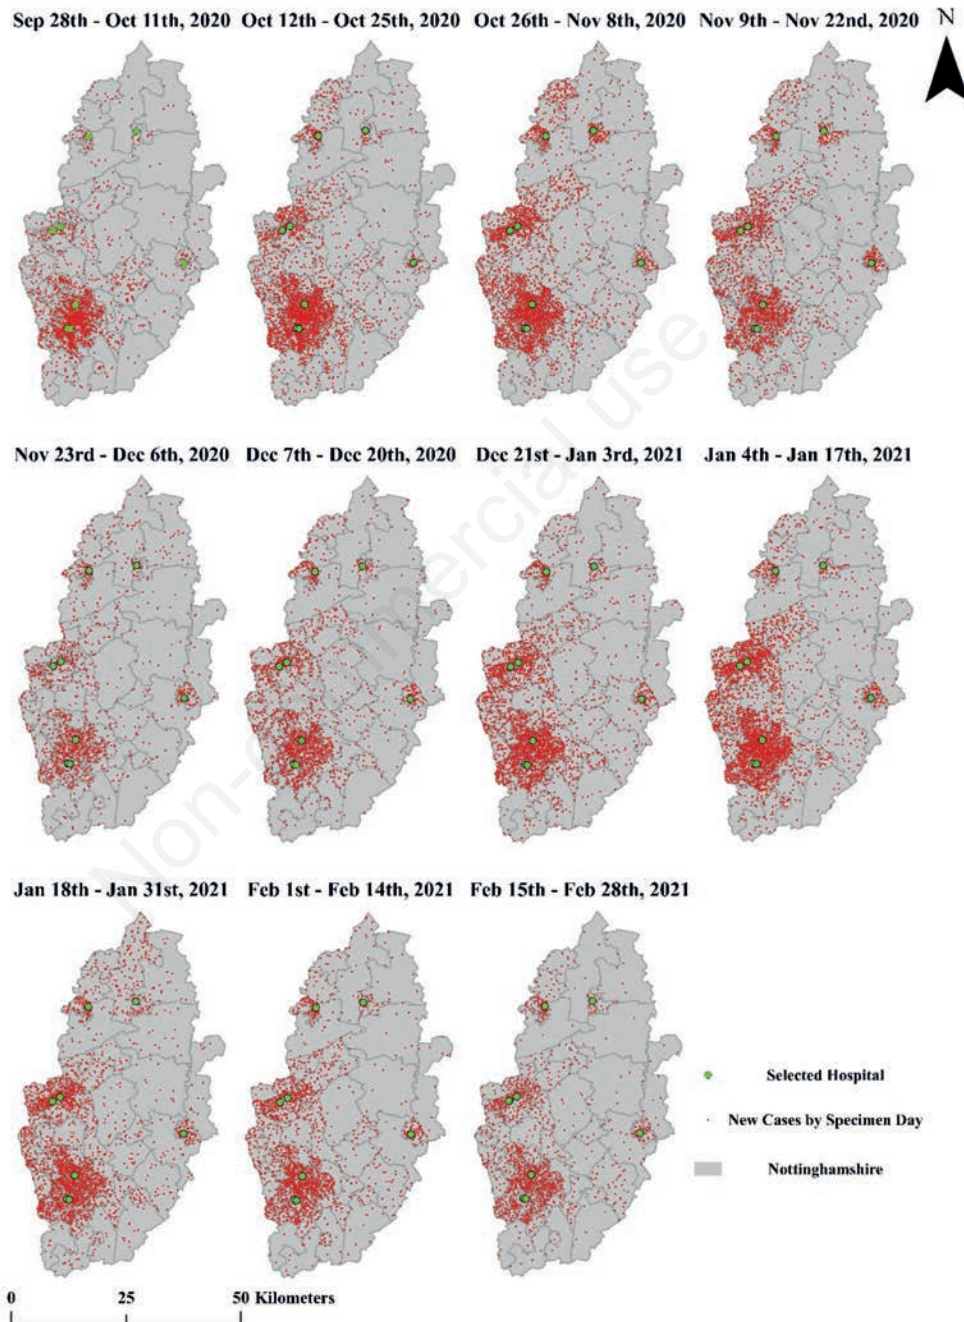 Sep 28th - Oct 11th, 2020 Oct 12th - Oct 25th, 2020 Oct 26th - Nov 8th, 2020 Nov 9th - Nov 22nd, 2020 N
Nov 23rd - Dec 6th, 2020 Dec 7th - Dec 20th, 2020 Dec 21st - Jan 3rd, 2021 Jan 4th - Jan 17th, 2021
Jan 18th - Jan 31st, 2021 Feb 1st - Feb 14th, 2021 Feb 15th - Feb 28th, 2021
Selected Hospital
New Cases by Specimen Day
Nottinghamshire
0 25 50 Kilometers
Non-commercial use